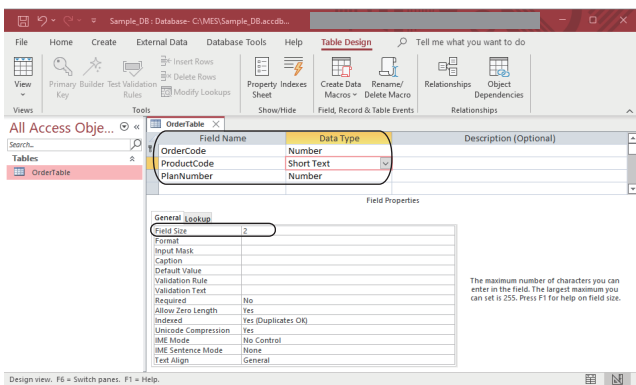 Sample_DB : Database- C:\MES\Sample_DB.accdb...
File Home Create External Data Database Tools Help Table Design Tell me what you want to do
View
Primary Key
Builder
Test Validation Rules
Insert Rows
Delete Rows
Modify Lookups
Property Sheet
Indexes
Create Data Macros
Rename/ Delete Macro
Relationships
Object Dependencies
Views Tools Show/Hide Field, Record & Table Events Relationships
All Access Obje... «
Search...
Tables
OrderTable
OrderTable ×
Field Name Data Type Description (Optional)
OrderCode Number
ProductCode Short Text
PlanNumber Number
Field Properties
General Lookup
Field Size 2
Format
Input Mask
Caption
Default Value
Validation Rule
Validation Text
Required No
Allow Zero Length Yes
Indexed Yes (Duplicates OK)
Unicode Compression Yes
IME Mode No Control
IME Sentence Mode None
Text Align General
The maximum number of characters you can
enter in the field. The largest maximum you
can set is 255. Press F1 for help on field size.
Design view. F6 = Switch panes. F1 = Help.